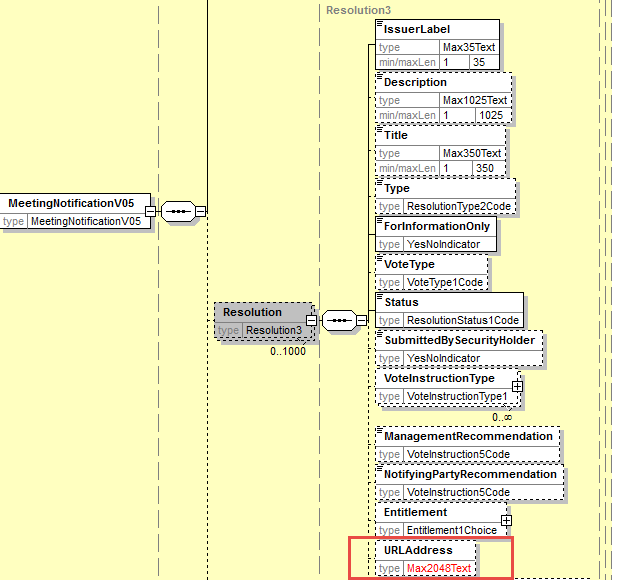 Resolution3
IssuerLabel
type Max35Text
min/maxLen 1 35
Description
type Max1025Text
min/maxLen 1 1025
Title
type Max350Text
min/maxLen 1 350
Type
type ResolutionType2Code
MeetingNotificationV05
type MeetingNotificationV05
ForInformationOnly
type YesNoIndicator
VoteType
type VoteType1Code
Status
type ResolutionStatus1Code
Resolution
type Resolution3
0..1000
SubmittedBySecurityHolder
type YesNoIndicator
VoteInstructionType
type VoteInstructionType1
0..∞
ManagementRecommendation
type VoteInstruction5Code
NotifyingPartyRecommendation
type VoteInstruction5Code
Entitlement
type Entitlement1Choice
URLAddress
type Max2048Text